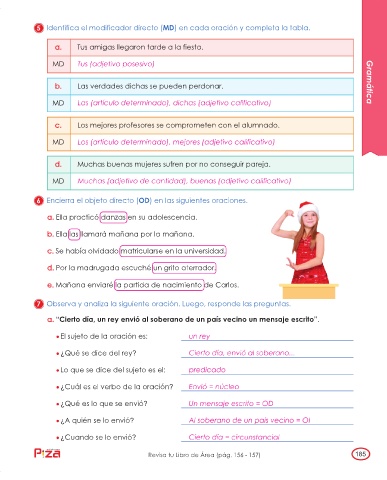 5 Identifica el modificador directo (MD) en cada oración y completa la tabla.
a. Tus amigas llegaron tarde a la fiesta.
MD Tus (adjetivo posesivo)
b. Las verdades dichas se pueden perdonar.
MD Las (artículo determinado), dichas (adjetivo calificativo)
c. Los mejores profesores se comprometen con el alumnado.
MD Los (artículo determinado), mejores (adjetivo calificativo)
d. Muchas buenas mujeres sufren por no conseguir pareja.
MD Muchas (adjetivo de cantidad), buenas (adjetivo calificativo)
Gramática
6 Encierra el objeto directo (OD) en las siguientes oraciones.
a. Ella practicó danzas en su adolescencia.
b. Ella las llamará mañana por la mañana.
c. Se había olvidado matricularse en la universidad.
d. Por la madrugada escuché un grito aterrador.
e. Mañana enviaré la partida de nacimiento de Carlos.
7 Observa y analiza la siguiente oración. Luego, responde las preguntas.
a. "Cierto día, un rey envió al soberano de un país vecino un mensaje escrito".
• El sujeto de la oración es: un rey
• ¿Qué se dice del rey? Cierto día, envió al soberano...
• Lo que se dice del sujeto es el: predicado
• ¿Cuál es el verbo de la oración? Envió = núcleo
• ¿Qué es lo que se envió? Un mensaje escrito = OD
• ¿A quién se lo envió? Al soberano de un país vecino = OI
• ¿Cuando se lo envió? Cierto día = circunstancial
Pizza
Revisa tu Libro de Área (pág. 156 - 157)
185